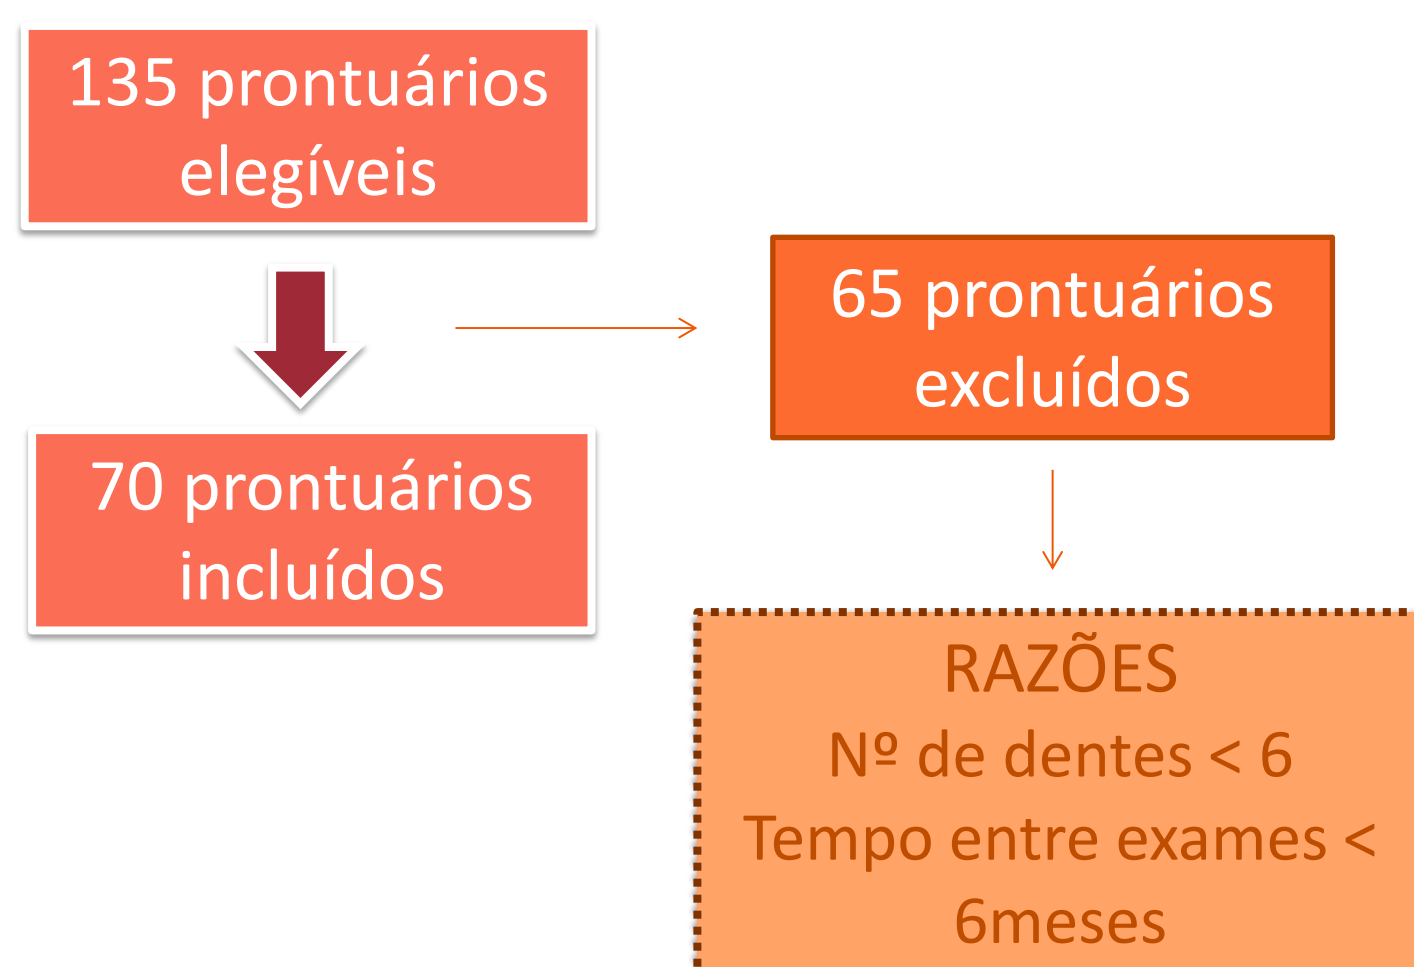 135 prontuários
elegíveis
65 prontuários
excluídos
70 prontuários
incluídos
RAZÕES
Nº de dentes < 6
Tempo entre exames <
6meses